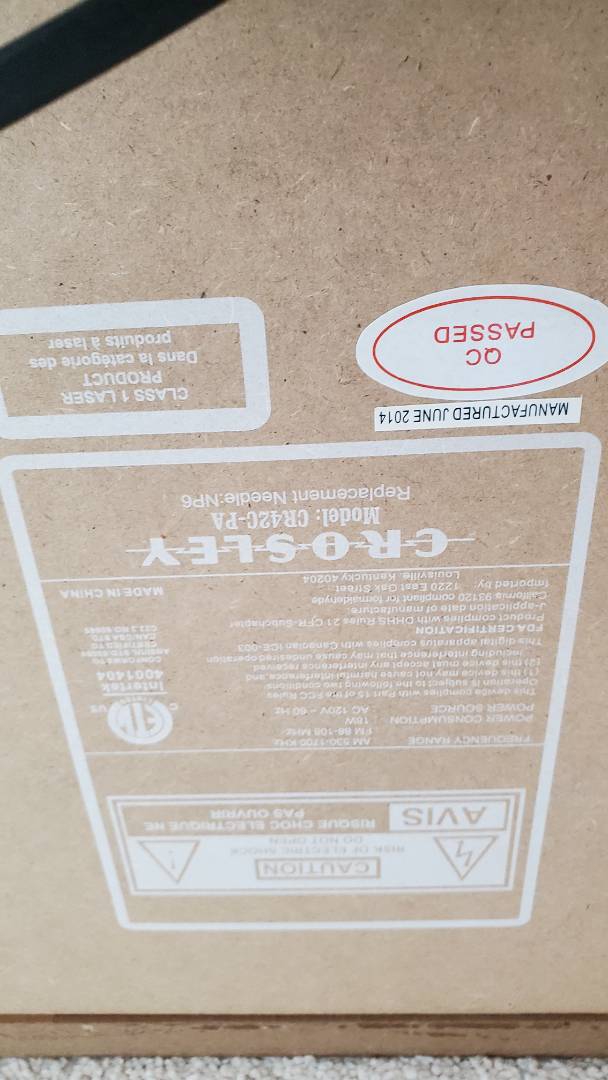 CAUTION
RISK OF ELECTRIC SHOCK
DO NOT OPEN
AVIS
RISQUE CHOC ELECTRIQUE NE
PAS OUVRIR
FREQUENCY RANGE : AM 530-1700 KHz
FM 88-108 MHz
POWER CONSUMPTION : 18W
POWER SOURCE : AC 120V ~ 60 Hz
This device complies with Part 15 of the FCC Rules
Operation is subject to the following two conditions:
(1) this device may not cause harmful interference, and
(2) this device must accept any interference received,
including interference that may cause undesired operation
This digital apparatus complies with Canadian ICE-003
FDA CERTIFICATION
Product complies with DHHS Rules 21 CFR-Subchapter
J-application date of manufacture.
California 93120 compliant for formaldehyde
Imported by: 1220 East Oak Street
Louisville, Kentucky 40204
C US
Intertek
4001404
CONFORMS TO
CERTIFIED TO
MADE IN CHINA
CROSLEY
Model: CR42C-PA
Replacement Needle:NP6
MANUFACTURED JUNE 2014
QC
PASSED
CLASS 1 LASER
PRODUCT
Dans la catégorie des
produits à laser